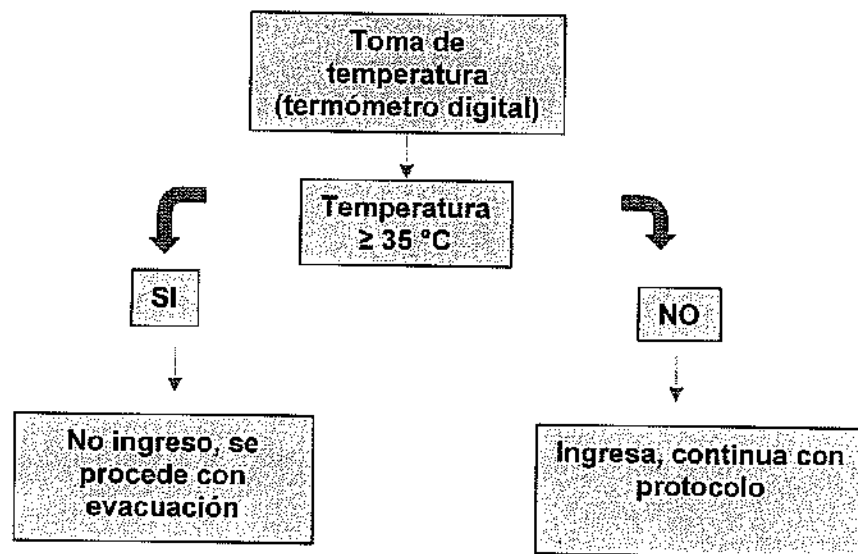 Toma de
temperatura
(termómetro digital)
Temperatura
≥ 35 °C
SI
NO
No ingreso, se
procede con
evacuación
Ingresa, continua con
protocolo